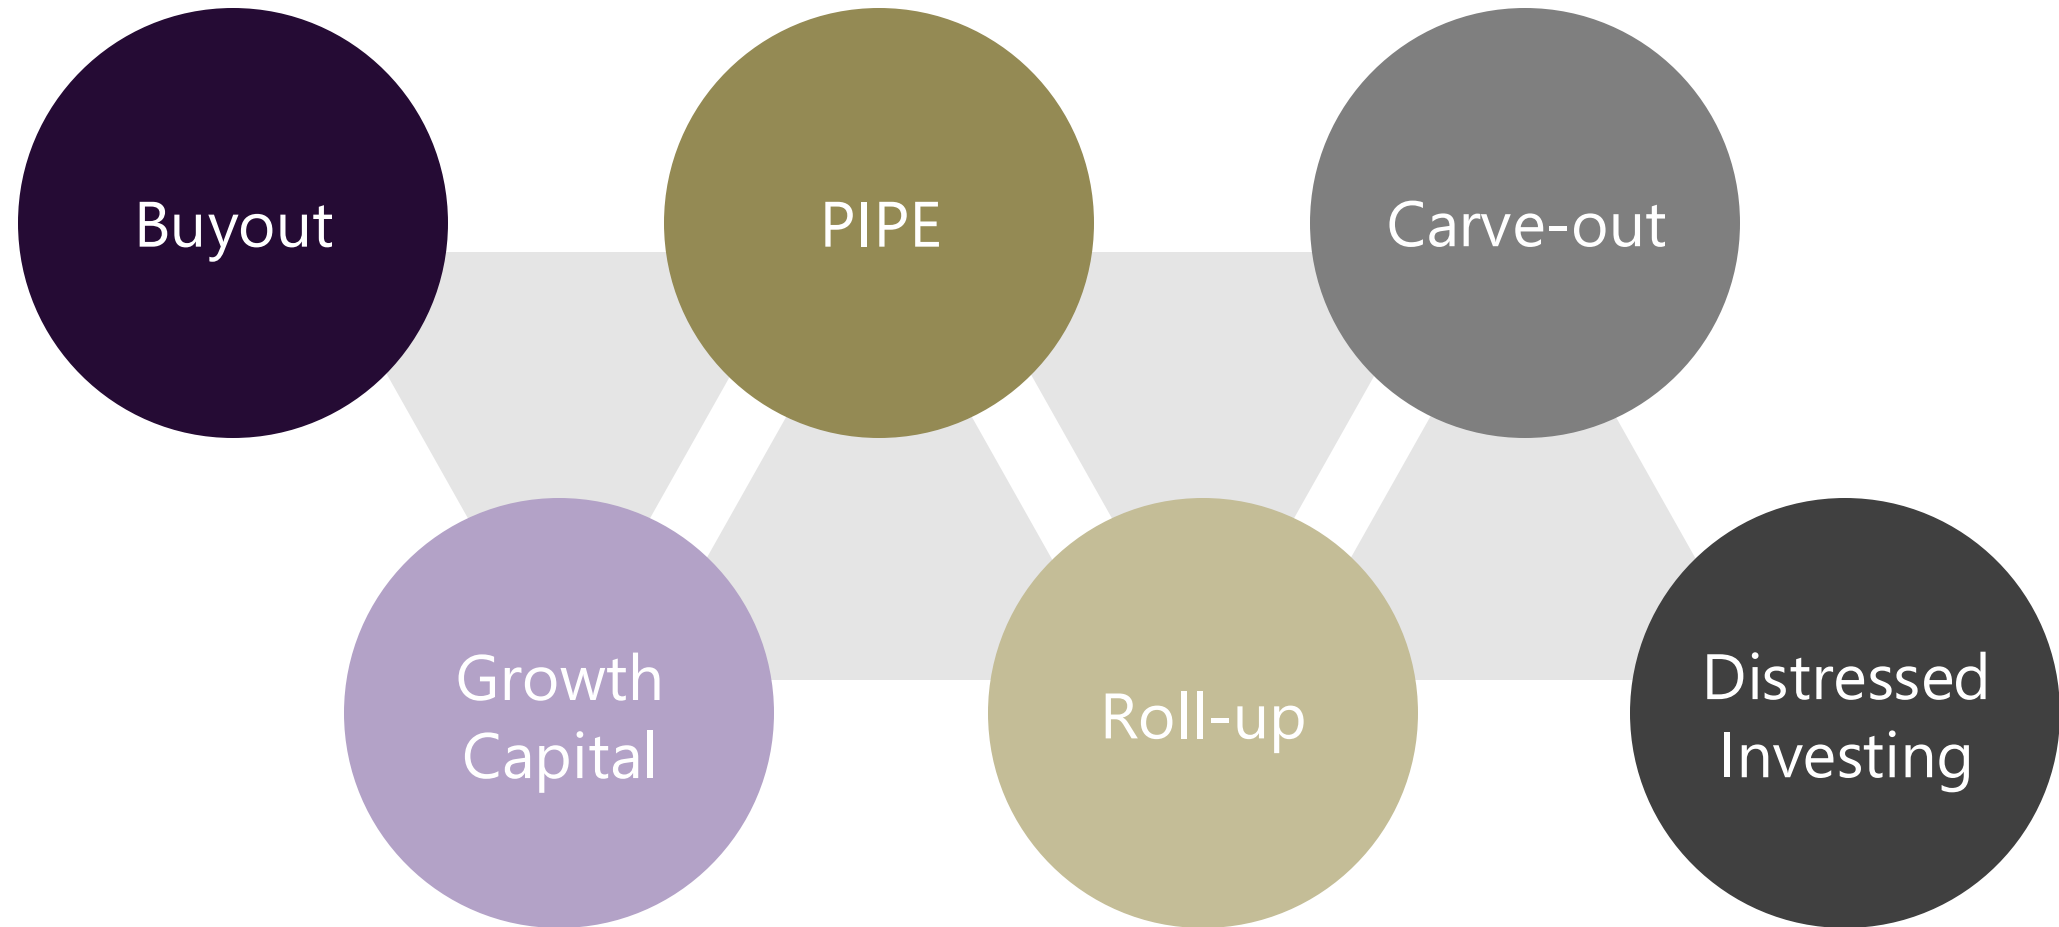 Buyout
PIPE
Carve-out
Growth
Capital
Roll-up
Distressed
Investing